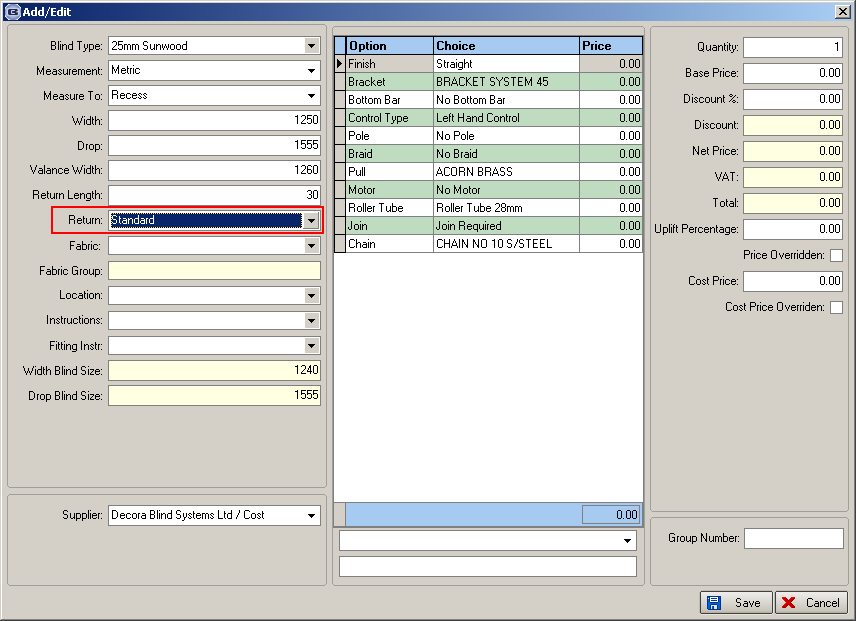 Add/Edit
Blind Type: 25mm Sunwood
Measurement: Metric
Measure To: Recess
Width: 1250
Drop: 1555
Valance Width: 1260
Return Length: 30
Return: Standard
Fabric:
Fabric Group:
Location:
Instructions:
Fitting Instr:
Width Blind Size: 1240
Drop Blind Size: 1555
Supplier: Decora Blind Systems Ltd / Cost
Option Choice Price
Finish Straight 0.00
Bracket BRACKET SYSTEM 45 0.00
Bottom Bar No Bottom Bar 0.00
Control Type Left Hand Control 0.00
Pole No Pole 0.00
Braid No Braid 0.00
Pull ACORN BRASS 0.00
Motor No Motor 0.00
Roller Tube Roller Tube 28mm 0.00
Join Join Required 0.00
Chain CHAIN NO 10 S/STEEL 0.00
0.00
Quantity: 1
Base Price: 0.00
Discount %: 0.00
Discount: 0.00
Net Price: 0.00
VAT: 0.00
Total: 0.00
Uplift Percentage: 0.00
Price Overridden:
Cost Price: 0.00
Cost Price Overriden:
Group Number:
Save Cancel